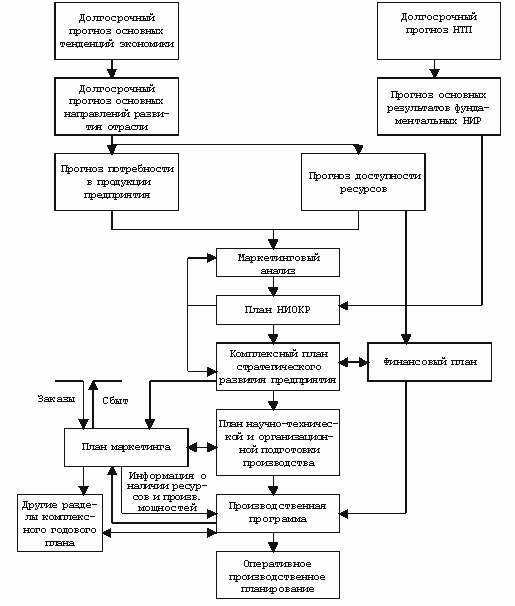 Долгосрочный
прогноз основных
тенденций экономики
Долгосрочный
прогноз НТП
Долгосрочный
прогноз основных
направлений разви-
тия отрасли
Прогноз основных
результатов фунда-
ментальных НИР
Прогноз потребности
в продукции
предприятия
Прогноз доступности
ресурсов
Маркетинговый
анализ
План НИОКР
Комплексный план
стратегического
развития предприятия
Финансовый план
Заказы
Сбыт
План научно-техничес-
кой и организацион-
ной подготовки
производства
План маркетинга
Информация о
наличии ресур-
сов и произв.
мощностей
Другие разде-
лы комплекс-
ного годового
плана
Производственная
программа
Оперативное
производственное
планирование